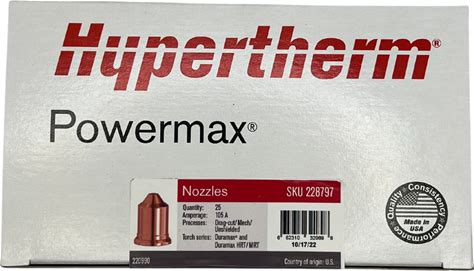 Hypertherm®
Powermax®
Nozzles SKU 228797
Quantity: 25
Amperage: 105 A
Processes: Drag-cut/Mech/
Unshielded
Torch series: Duramax® and
Duramax HRT/MRT
10/17/22
220990
Country of origin: U.S.
Quality Consistency Performance
Made in
USA